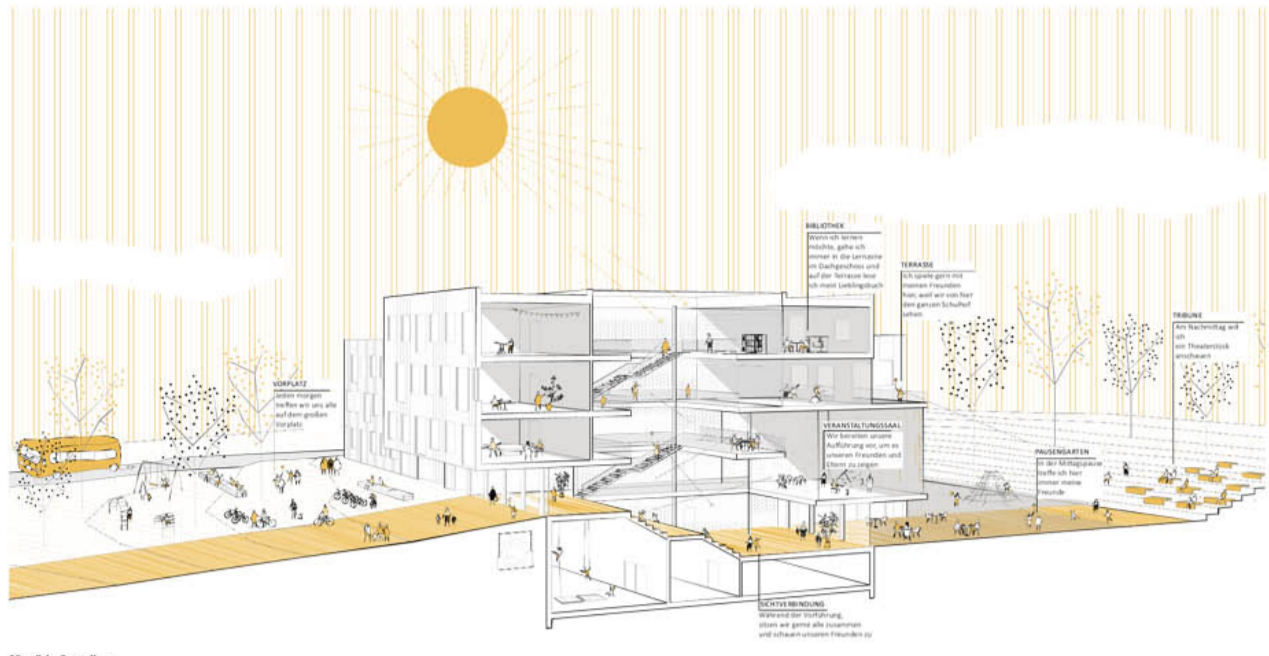 BIBLIOTHEK
Wenn ich lernen
möchte, gehe ich
immer in die Lernzone
im Dachgeschoss und
auf der Terrasse lese
ich mein Lieblingsbuch
TERRASSE
Ich spiele gern mit
meinen Freunden
hier, weil wir von hier
den ganzen Schulhof
sehen
TRIBÜNE
Am Nachmittag will
ich
ein Theaterstück
anschauen
VORPLATZ
Jeden morgen
treffen wir uns alle
auf dem großen
Vorplatz
VERANSTALTUNGSSAAL
Wir bereiten unsere
Aufführung vor, um es
unseren Freunden und
Eltern zu zeigen
PAUSENGARTEN
In der Mittagspause
treffe ich hier
immer meine
Freunde
SICHTVERBINDUNG
Während der Vorführung,
sitzen wir gerne alle zusammen
und schauen unseren Freunden zu